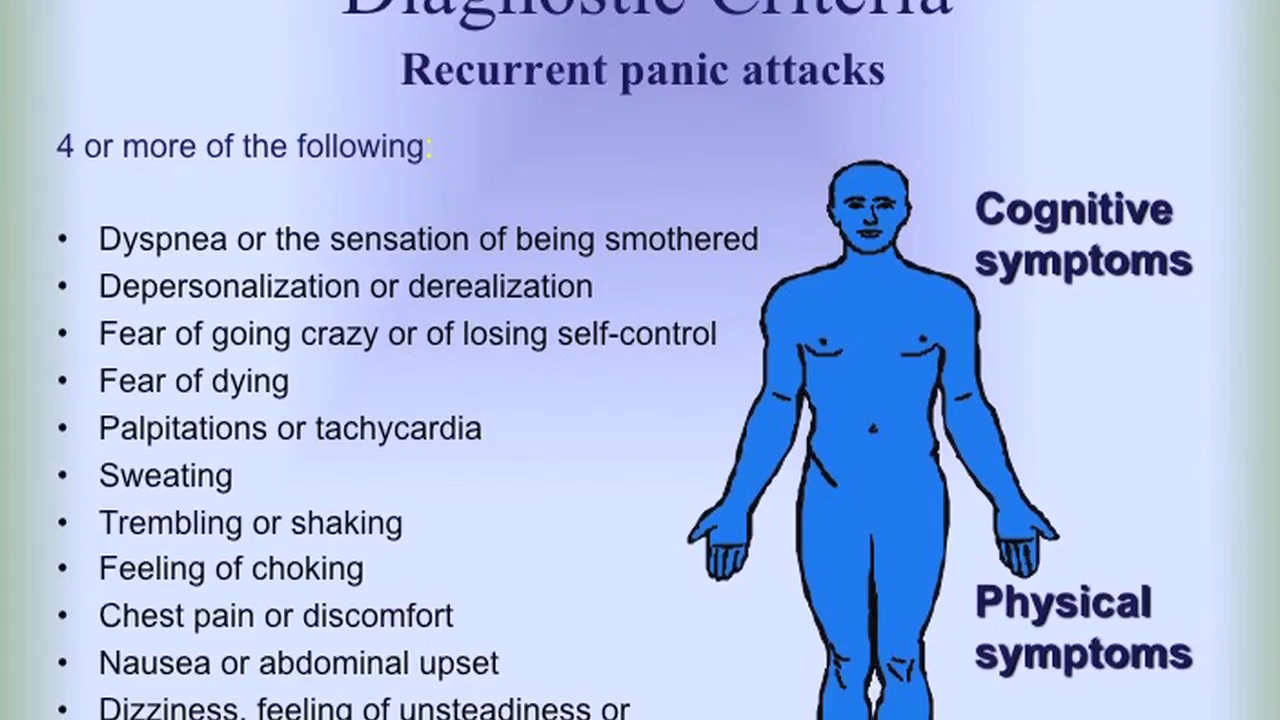 Diagnostic Criteria
Recurrent panic attacks
4 or more of the following:
• Dyspnea or the sensation of being smothered
• Depersonalization or derealization
• Fear of going crazy or of losing self-control
• Fear of dying
• Palpitations or tachycardia
• Sweating
• Trembling or shaking
• Feeling of choking
• Chest pain or discomfort
• Nausea or abdominal upset
• Dizziness, feeling of unsteadiness or
Cognitive
symptoms
Physical
symptoms